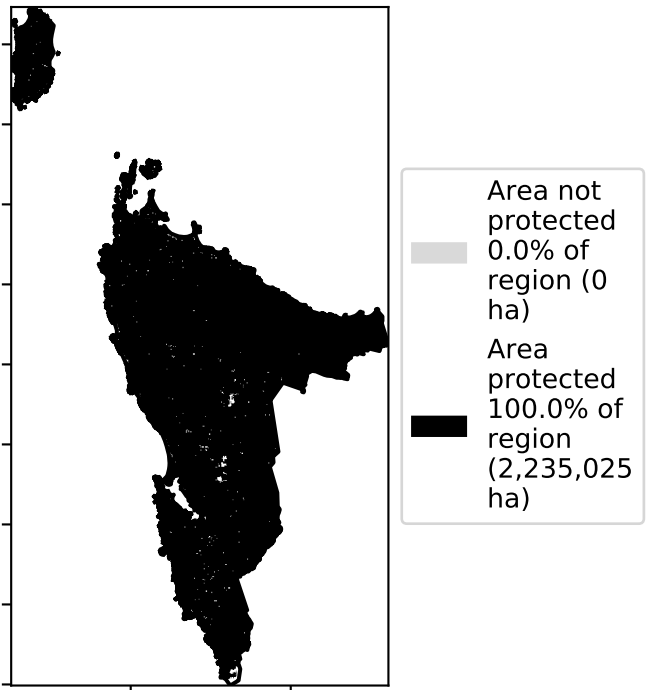 Area not
protected
0.0% of
region (0
ha)
Area
protected
100.0% of
region
(2,235,025
ha)